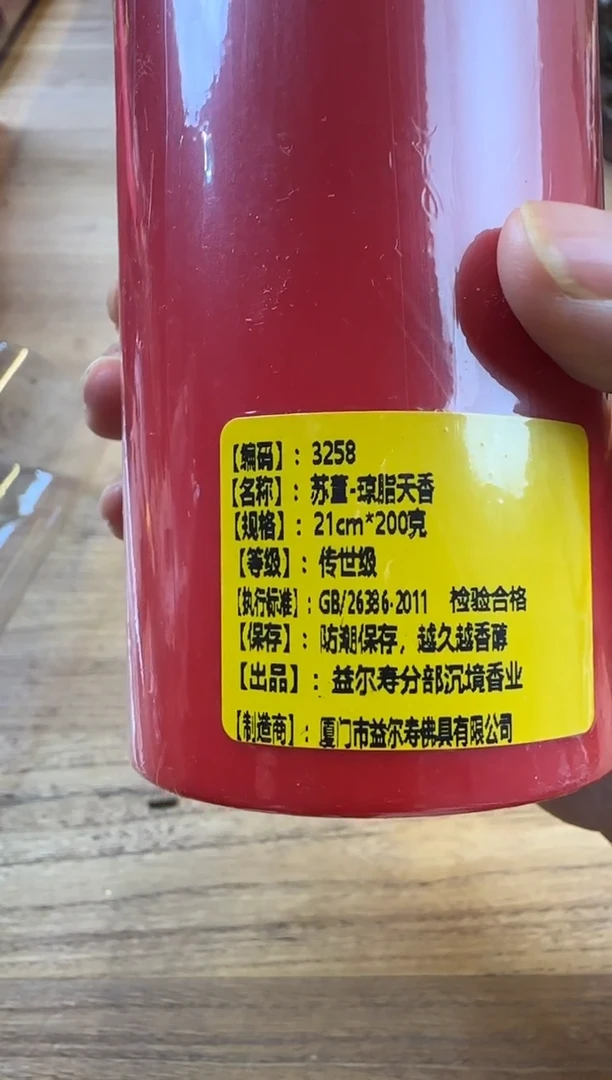 【编码】：3258
【名称】：苏董-琼脂天香
【规格】：21cm*200克
【等级】：传世级
【执行标准】：GB/26386-2011 检验合格
【保存】：防潮保存，越久越香醇
【出品】：益尔寿分部沉境香业
【制造商】：厦门市益尔寿佛具有限公司